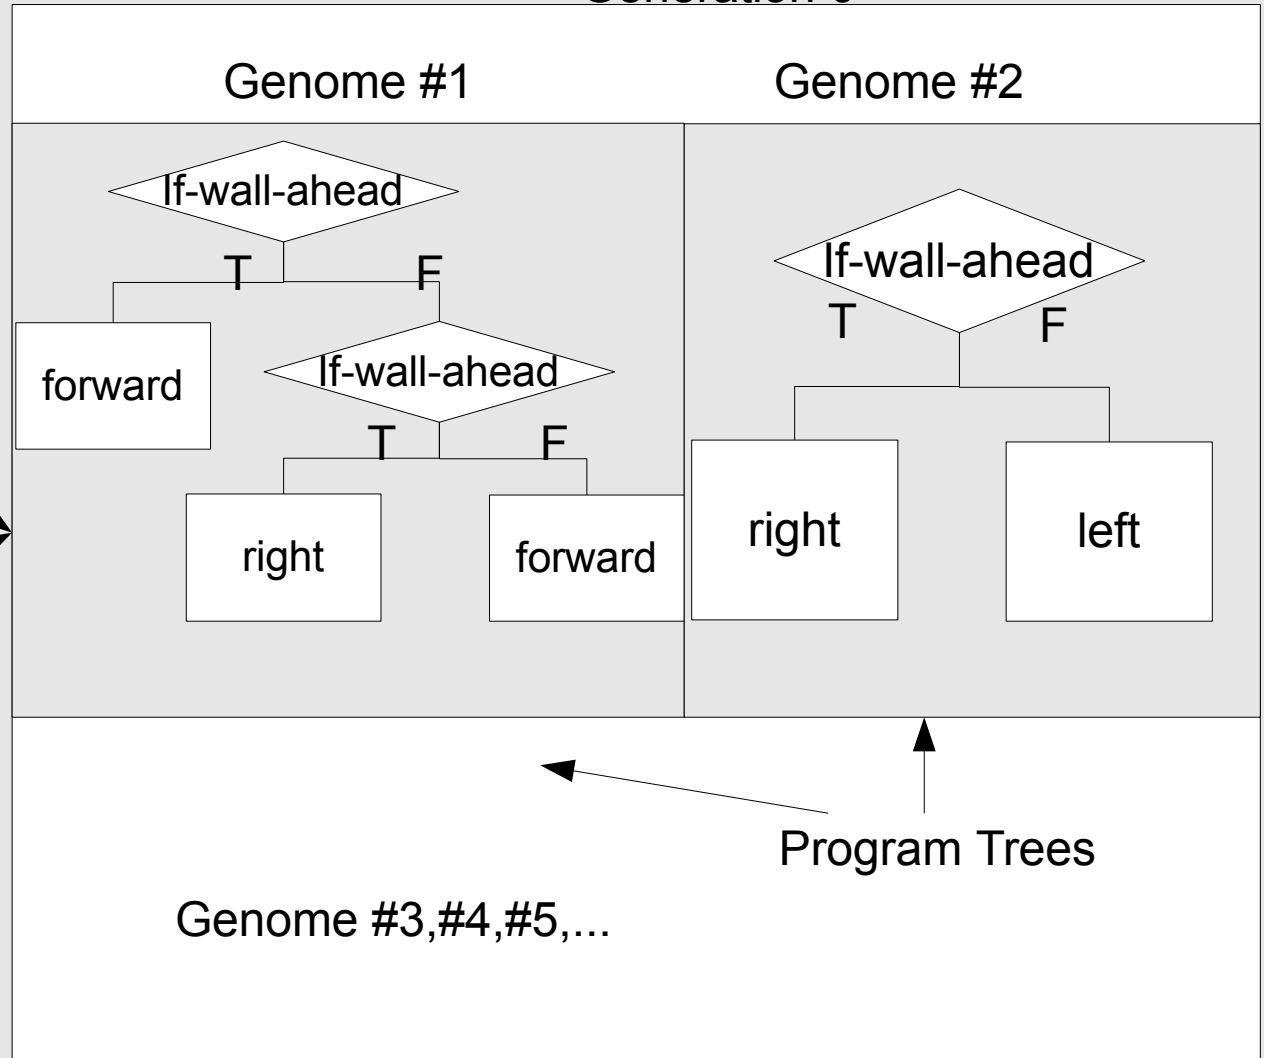 Genome #1
Genome #2
If-wall-ahead
T
F
forward
If-wall-ahead
T
F
right
forward
If-wall-ahead
T
F
right
left
Program Trees
Genome #3,#4,#5,...